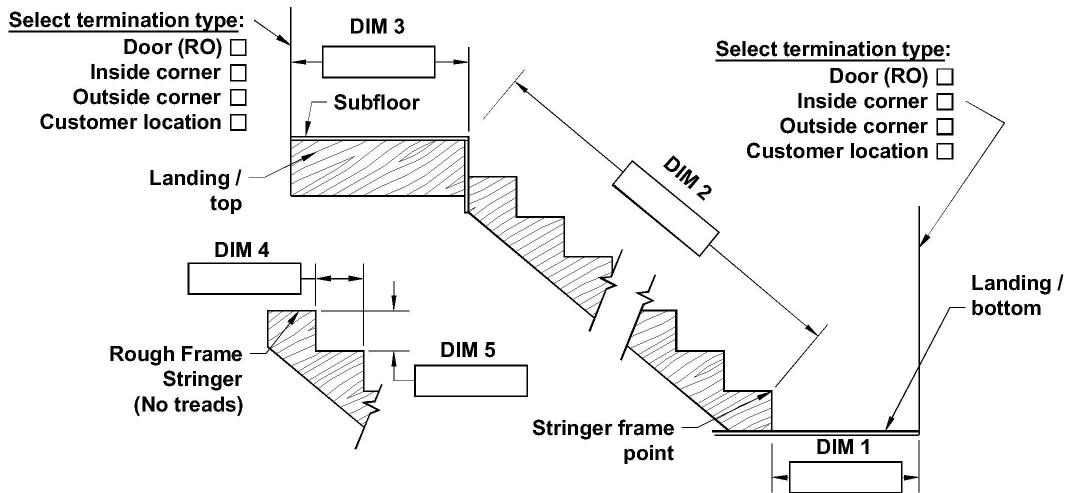 Select termination type:
Door (RO)
Inside corner
Outside corner
Customer location
DIM 3
Subfloor
Landing /
top
Select termination type:
Door (RO)
Inside corner
Outside corner
Customer location
DIM 2
DIM 4
Rough Frame
Stringer
(No treads)
DIM 5
Landing /
bottom
Stringer frame
point
DIM 1